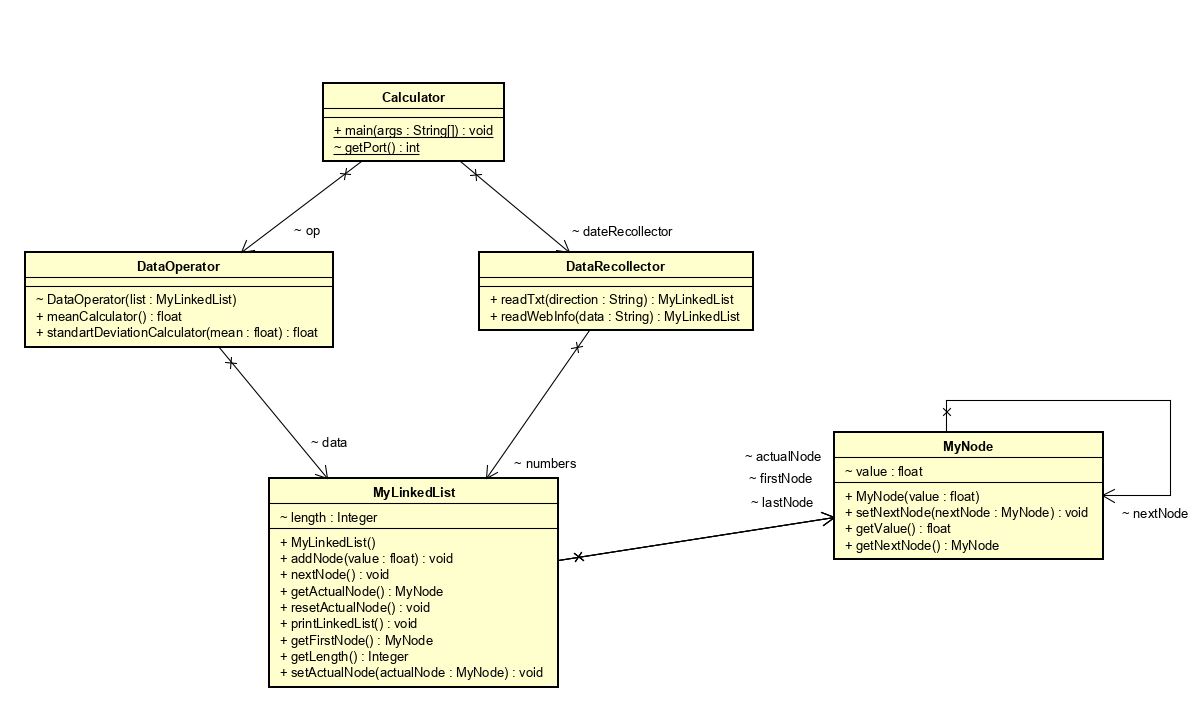 Calculator
+ main(args : String[]) : void
~ getPort() : int
~ op
~ dateRecollector
DataOperator
~ DataOperator(list : MyLinkedList)
+ meanCalculator() : float
+ standartDeviationCalculator(mean : float) : float
DataRecollector
+ readTxt(direction : String) : MyLinkedList
+ readWebInfo(data : String) : MyLinkedList
~ data
~ numbers
MyLinkedList
~ length : Integer
+ MyLinkedList()
+ addNode(value : float) : void
+ nextNode() : void
+ getActualNode() : MyNode
+ resetActualNode() : void
+ printLinkedList() : void
+ getFirstNode() : MyNode
+ getLength() : Integer
+ setActualNode(actualNode : MyNode) : void
~ actualNode
~ firstNode
~ lastNode
MyNode
~ value : float
+ MyNode(value : float)
+ setNextNode(nextNode : MyNode) : void
+ getValue() : float
+ getNextNode() : MyNode
~ nextNode